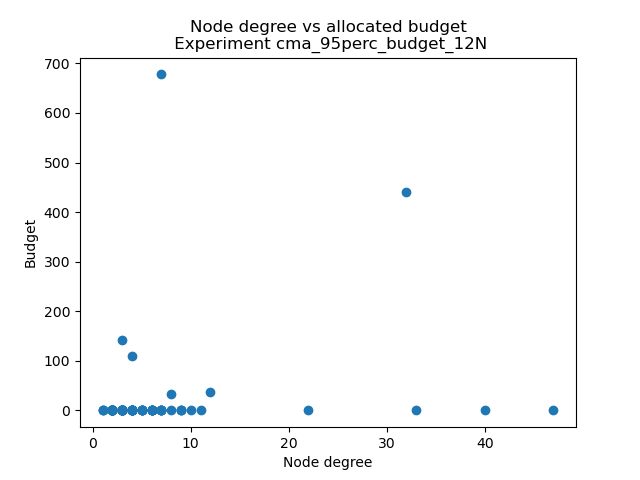 Node degree vs allocated budget
Experiment cma_95perc_budget_12N
700
600
500
400
300
200
100
0
Budget
0 10 20 30 40
Node degree